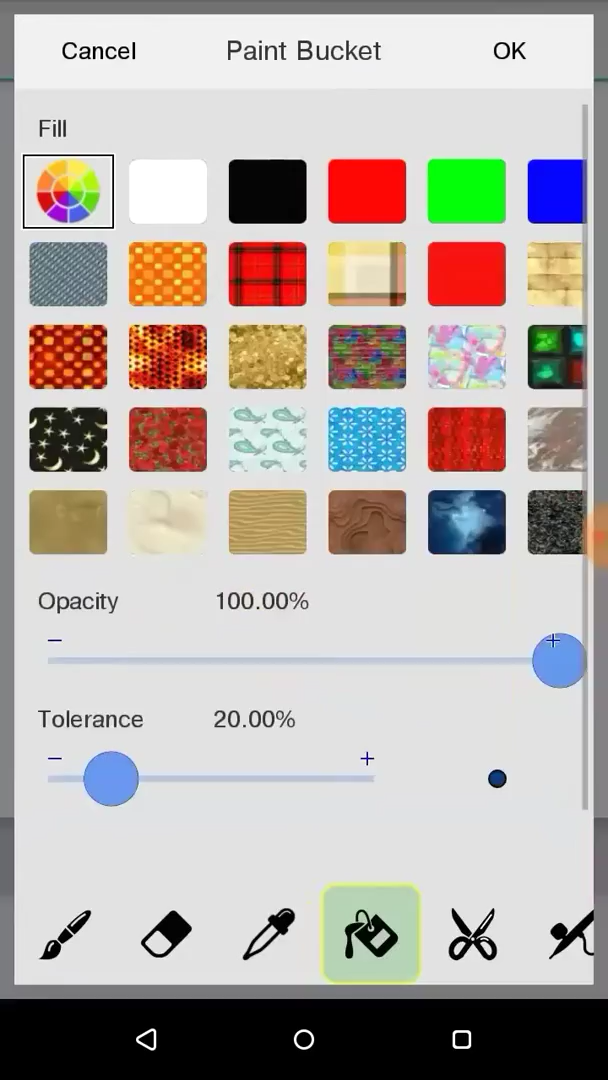 Cancel Paint Bucket OK
Fill
Opacity 100.00%
− +
Tolerance 20.00%
− +